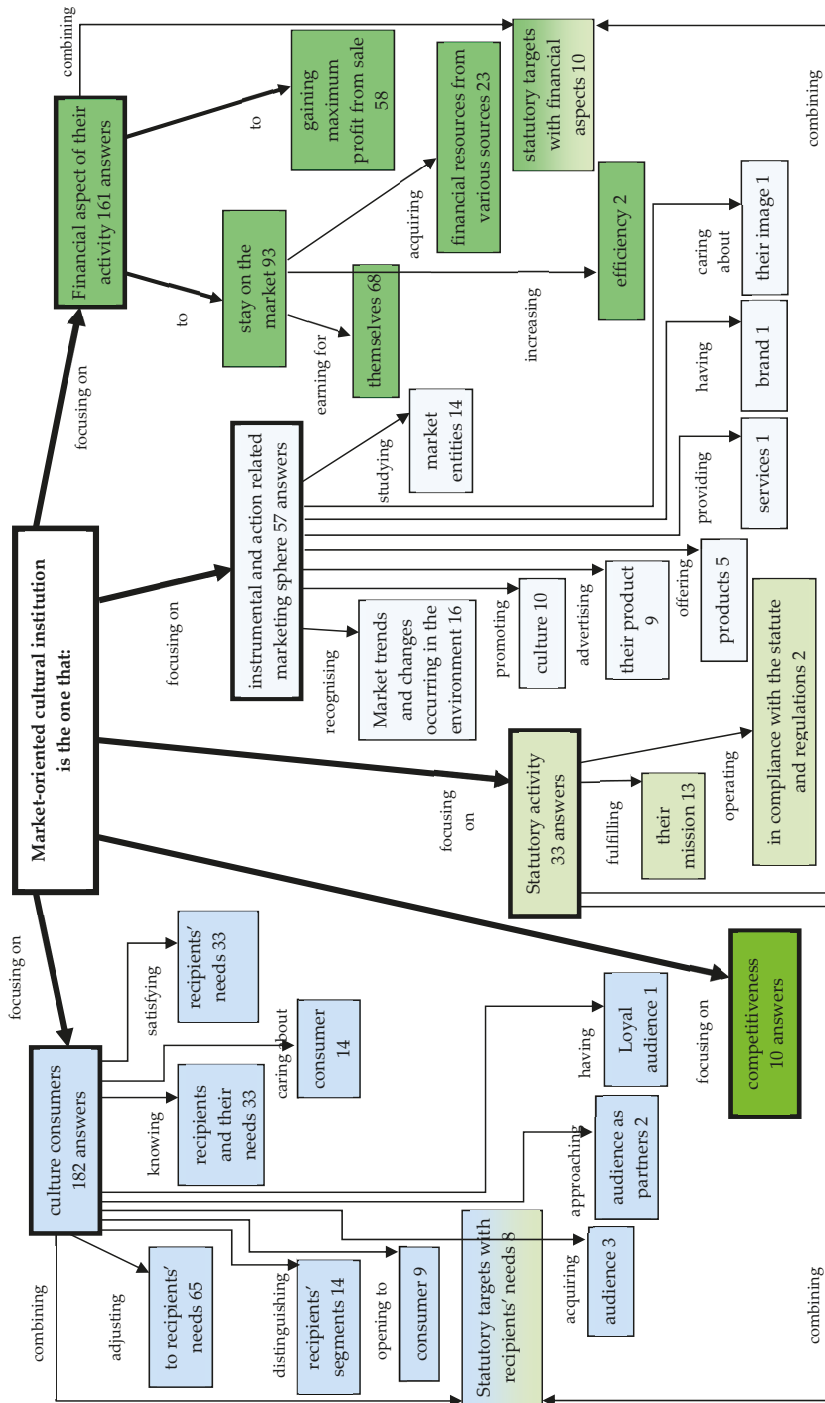 Market-oriented cultural institution
is the one that:
focusing on
culture consumers
182 answers
combining
adjusting
to recipients'
needs 65
distinguishing
recipients'
segments 14
opening to
consumer 9
Statutory targets with
recipients' needs 8
acquiring
audience 3
approaching
audience as
partners 2
having
Loyal
audience 1
knowing
recipients
and their
needs 33
caring about
consumer
14
satisfying
recipients'
needs 33
focusing on
competitiveness
10 answers
focusing
on
Statutory activity
33 answers
fulfilling
their
mission 13
operating
in compliance with the statute
and regulations 2
combining
combining
focusing on
instrumental and action related
marketing sphere 57 answers
recognising
Market trends
and changes
occurring in the
environment 16
promoting
culture 10
advertising
their product
9
offering
products 5
providing
services 1
having
brand 1
caring
about
their image 1
studying
market
entities 14
focusing on
Financial aspect of their
activity 161 answers
to
stay on the
market 93
earning for
themselves 68
increasing
efficiency 2
acquiring
financial resources from
various sources 23
to
gaining
maximum
profit from sale
58
combining
statutory targets
with financial
aspects 10